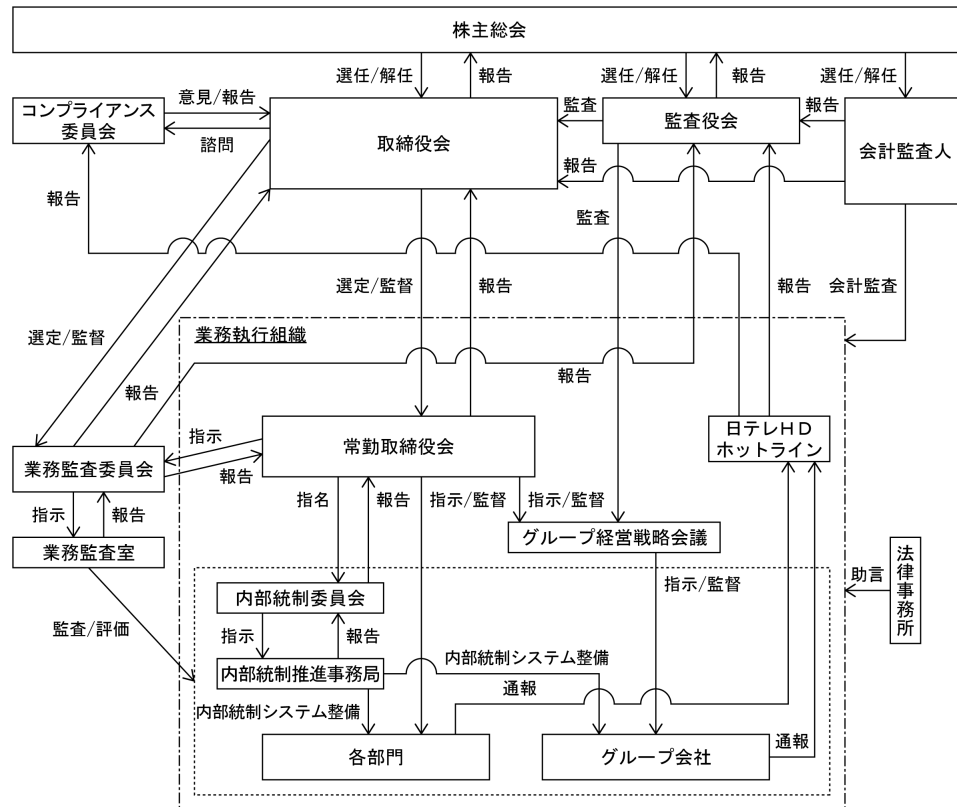 株主総会
選任/解任
報告
選任/解任
報告
選任/解任
コンプライアンス
委員会
意見/報告
諮問
取締役会
監査
監査役会
報告
会計監査人
報告
報告
監査
選定/監督
選定/監督
報告
報告
会計監査
業務執行組織
報告
報告
業務監査委員会
指示
報告
常勤取締役会
日テレＨＤ
ホットライン
指示
報告
業務監査室
指名
報告
指示/監督
指示/監督
グループ経営戦略会議
法律事務所
助言
監査/評価
内部統制委員会
指示/監督
指示
報告
内部統制推進事務局
内部統制システム整備
通報
内部統制システム整備
各部門
グループ会社
通報